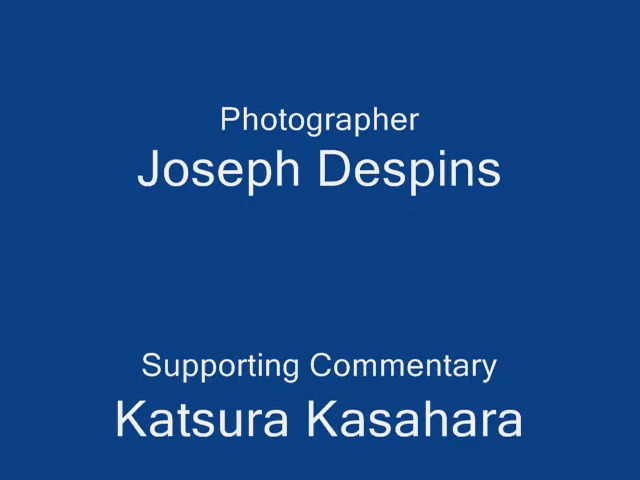 Photographer
Joseph Despins
Supporting Commentary
Katsura Kasahara